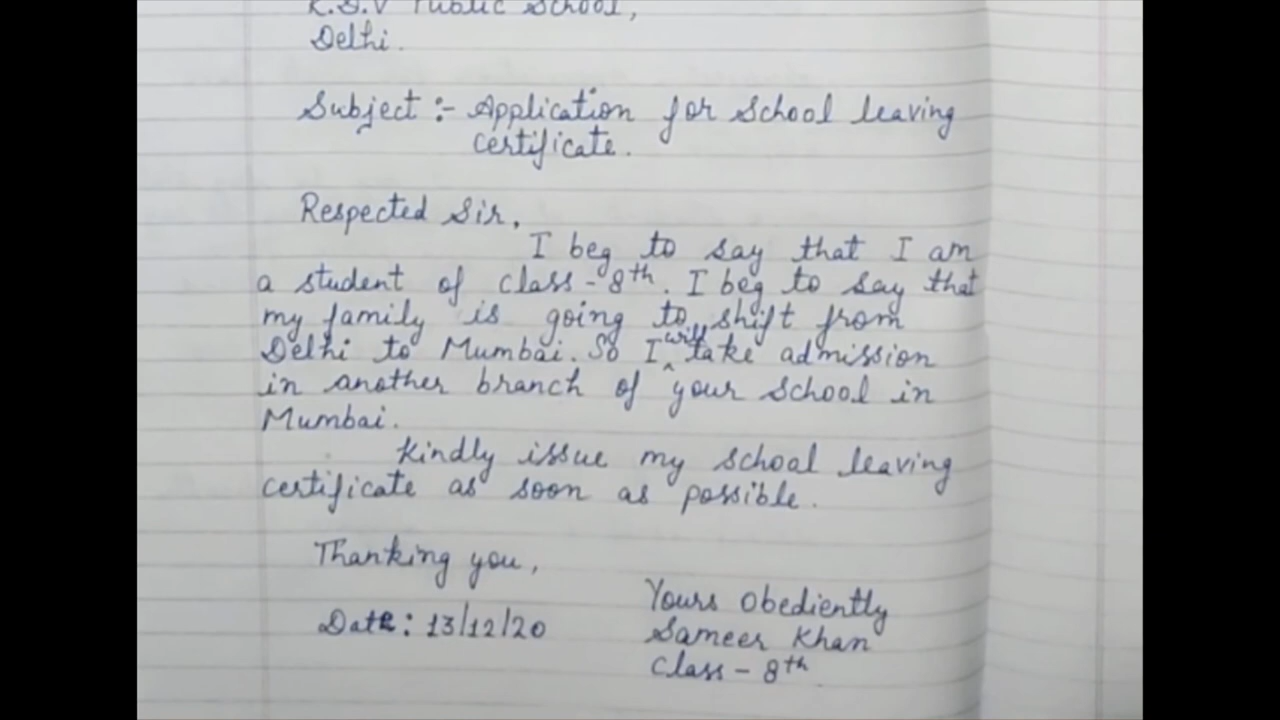 K.D.V Public School,
Delhi.
Subject :- Application for School leaving
certificate.
Respected Sir,
I beg to say that I am
a student of class-8th. I beg to say that
my family is going to shift from
Delhi to Mumbai. So I will take admission
in another branch of your School in
Mumbai.
Kindly issue my school leaving
certificate as soon as possible.
Thanking you,
Yours Obediently
Date: 13/12/20
Sameer Khan
Class - 8th